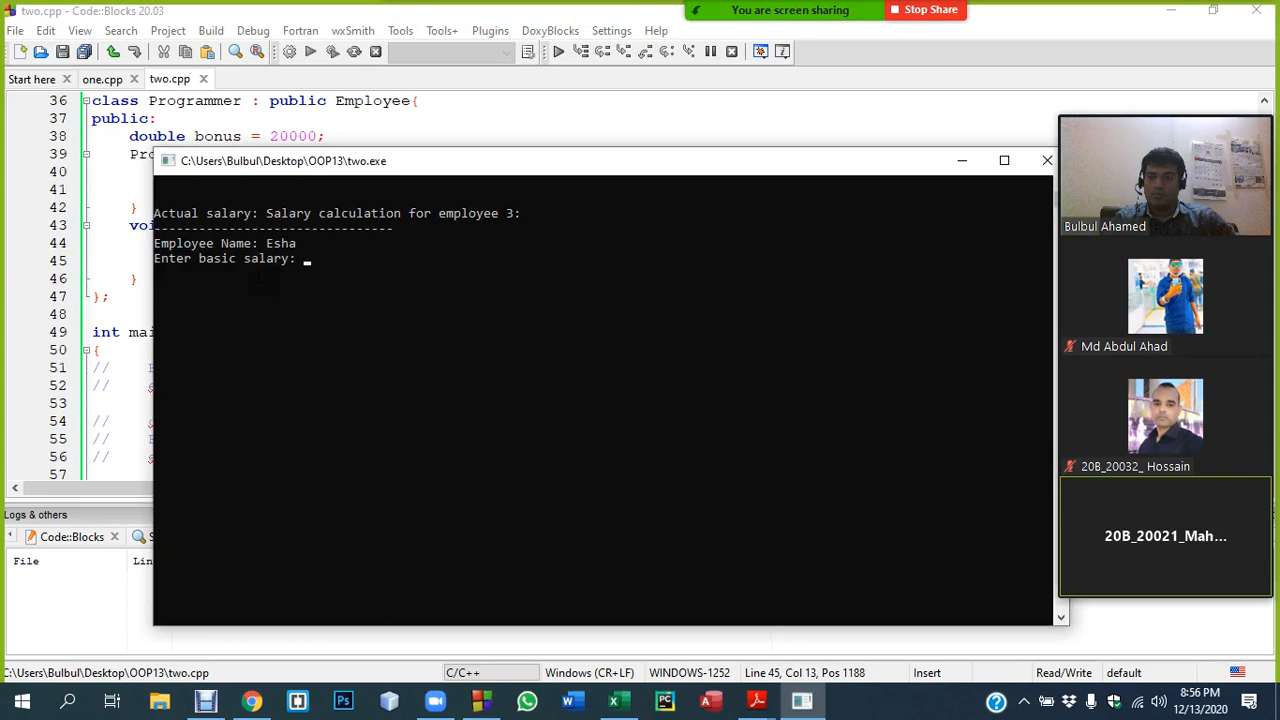 two.cpp - Code::Blocks 20.03
You are screen sharing
Stop Share
File Edit View Search Project Build Debug Fortran wxSmith Tools Tools+ Plugins DoxyBlocks Settings Help
Start here one.cpp two.cpp
36 class Programmer : public Employee{
37 public:
38 double bonus = 20000;
39 Pro
40
41
42 }
43 voi
44
45
46 }
47 };
48
49 int mai
50 {
51 //
52 //
53
54 //
55 //
56 //
57
C:\Users\Bulbul\Desktop\OOP13\two.exe
Actual salary: Salary calculation for employee 3:
--------------------------------
Employee Name: Esha
Enter basic salary: _
Bulbul Ahamed
Md Abdul Ahad
20B_20032_ Hossain
20B_20021_Mah...
Logs & others
Code::Blocks
File Lin
C:\Users\Bulbul\Desktop\OOP13\two.cpp C/C++ Windows (CR+LF) WINDOWS-1252 Line 45, Col 13, Pos 1188 Insert Read/Write default
8:56 PM
12/13/2020